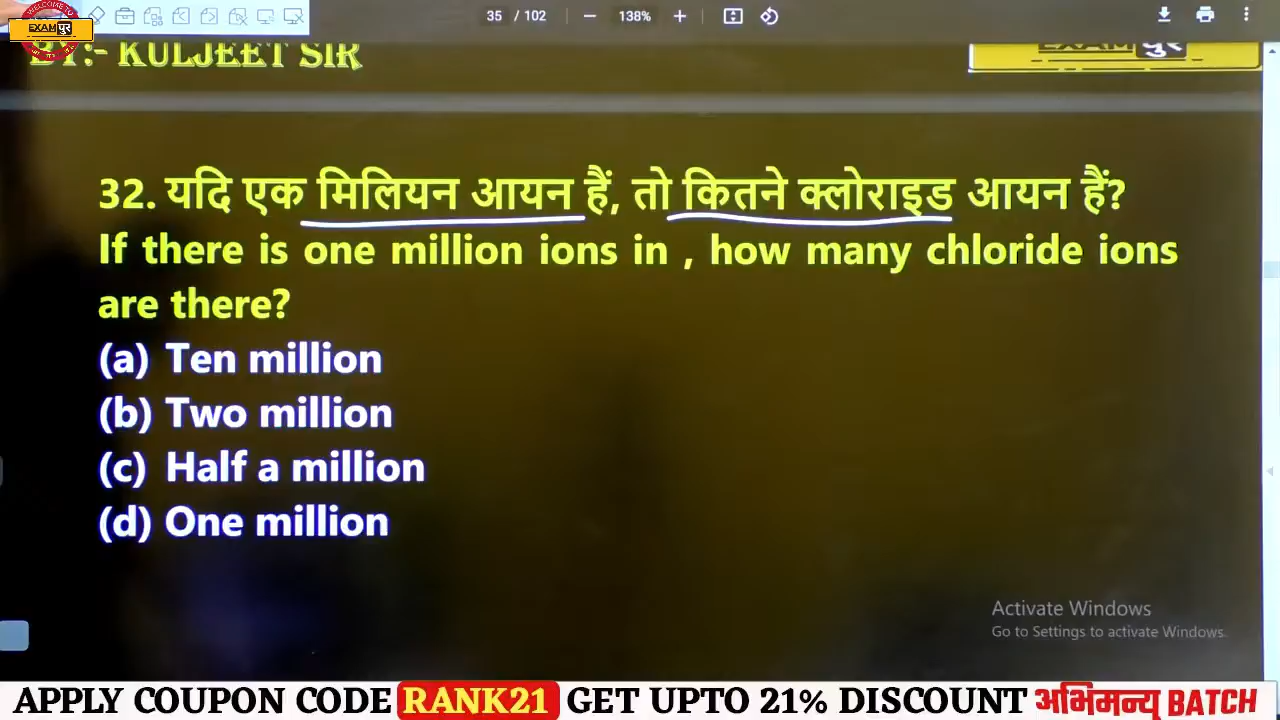 35 / 102
138%
EXAM पुर
BY:- KULJEET SIR
EXAM पुर
32. यदि एक मिलियन आयन हैं, तो कितने क्लोराइड आयन हैं?
If there is one million ions in , how many chloride ions
are there?
(a) Ten million
(b) Two million
(c) Half a million
(d) One million
Activate Windows
Go to Settings to activate Windows.
APPLY COUPON CODE RANK21 GET UPTO 21% DISCOUNT अभिमन्यु BATCH